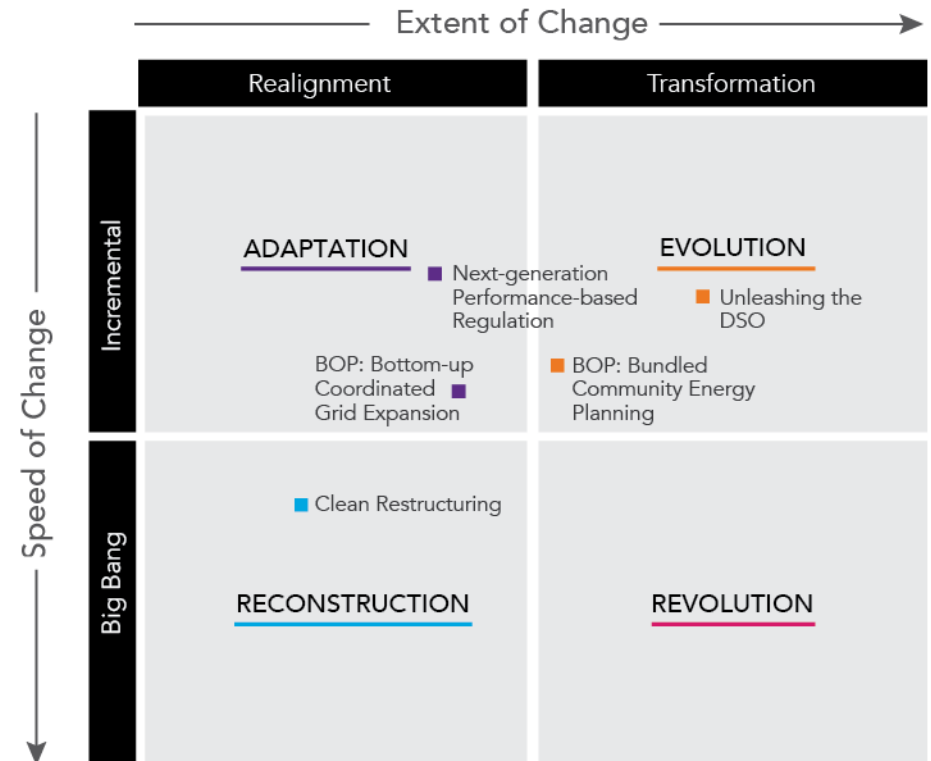 Extent of Change
Realignment
Transformation
Speed of Change
Incremental
ADAPTATION
Next-generation
Performance-based
Regulation
BOP: Bottom-up
Coordinated
Grid Expansion
EVOLUTION
Unleashing the
DSO
BOP: Bundled
Community Energy
Planning
Big Bang
Clean Restructuring
RECONSTRUCTION
REVOLUTION